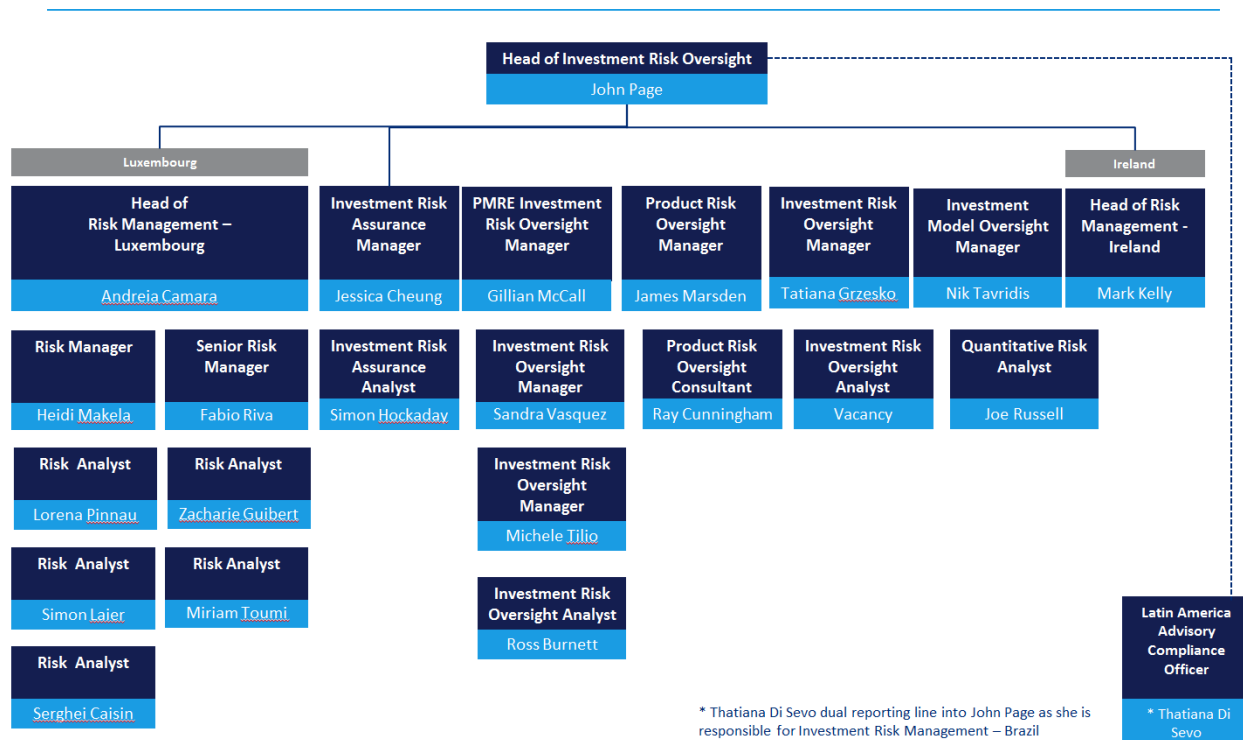 Head of Investment Risk Oversight
John Page
Luxembourg
Ireland
Head of
Risk Management –
Luxembourg
Andreia Camara
Investment Risk
Assurance
Manager
Jessica Cheung
PMRE Investment
Risk Oversight
Manager
Gillian McCall
Product Risk
Oversight
Manager
James Marsden
Investment Risk
Oversight
Manager
Tatiana Grzesko
Investment
Model Oversight
Manager
Nik Tavridis
Head of Risk
Management -
Ireland
Mark Kelly
Risk Manager
Heidi Makela
Senior Risk
Manager
Fabio Riva
Investment Risk
Assurance
Analyst
Simon Hockaday
Investment Risk
Oversight
Manager
Sandra Vasquez
Product Risk
Oversight
Consultant
Ray Cunningham
Investment Risk
Oversight
Analyst
Vacancy
Quantitative Risk
Analyst
Joe Russell
Risk Analyst
Lorena Pinnau
Risk Analyst
Zacharie Guibert
Investment Risk
Oversight
Manager
Michele Tilio
Risk Analyst
Simon Laier
Risk Analyst
Miriam Toumi
Investment Risk
Oversight Analyst
Ross Burnett
Risk Analyst
Serghei Caisin
Latin America
Advisory
Compliance
Officer
* Thatiana Di
Sevo
* Thatiana Di Sevo dual reporting line into John Page as she is
responsible for Investment Risk Management – Brazil